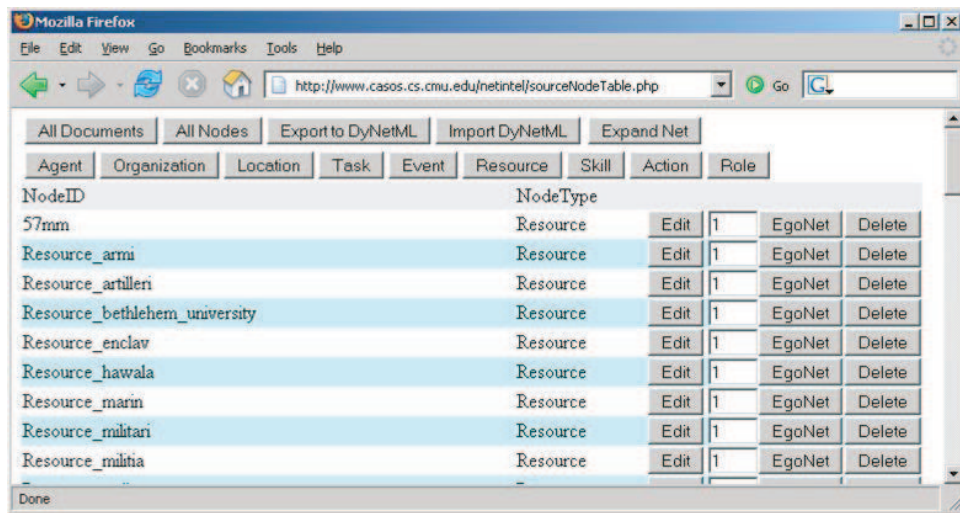 Mozilla Firefox
File Edit View Go Bookmarks Tools Help
http://www.casos.cs.cmu.edu/netintel/sourceNodeTable.php Go G
All Documents All Nodes Export to DyNetML Import DyNetML Expand Net
Agent Organization Location Task Event Resource Skill Action Role
NodeID NodeType
57mm Resource Edit 1 EgoNet Delete
Resource_armi Resource Edit 1 EgoNet Delete
Resource_artilleri Resource Edit 1 EgoNet Delete
Resource_bethlehem_university Resource Edit 1 EgoNet Delete
Resource_enclav Resource Edit 1 EgoNet Delete
Resource_hawala Resource Edit 1 EgoNet Delete
Resource_marin Resource Edit 1 EgoNet Delete
Resource_militari Resource Edit 1 EgoNet Delete
Resource_militia Resource Edit 1 EgoNet Delete
Done